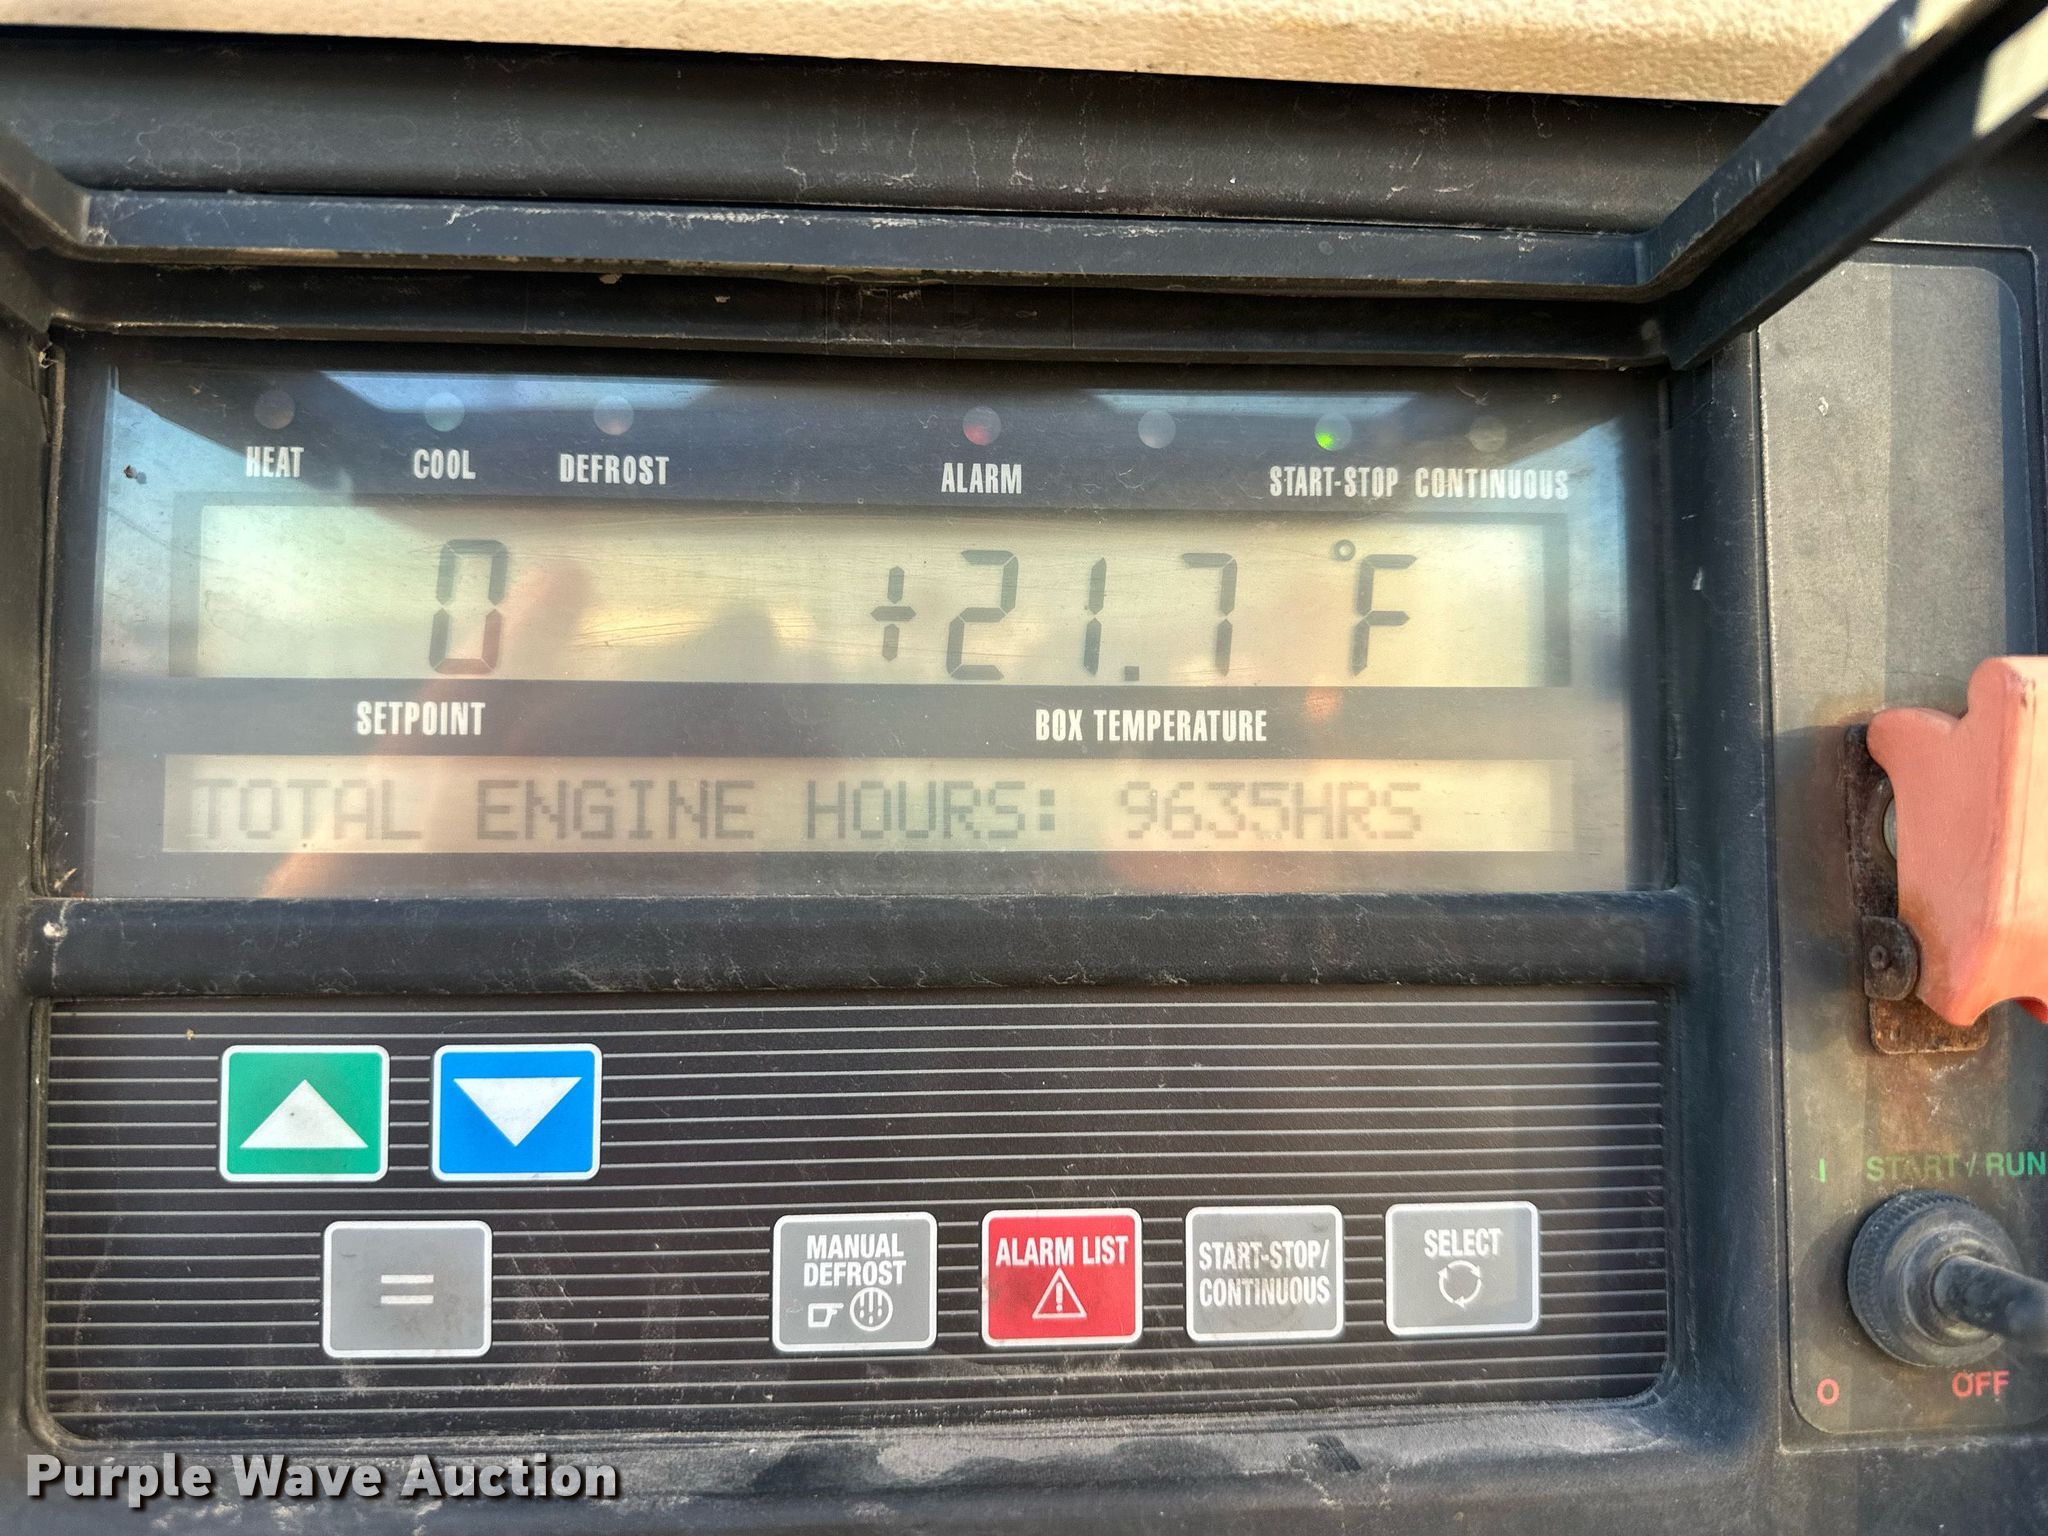 HEAT COOL DEFROST ALARM START-STOP CONTINUOUS
0 +21.7 °F
SETPOINT BOX TEMPERATURE
TOTAL ENGINE HOURS: 9635HRS
I START / RUN
=
MANUAL DEFROST
ALARM LIST
START-STOP/
CONTINUOUS
SELECT
O OFF
Purple Wave Auction